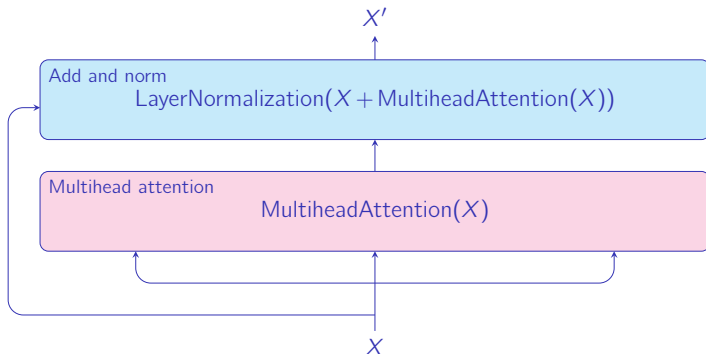 X′
Add and norm
LayerNormalization(X + MultiheadAttention(X))
Multihead attention
MultiheadAttention(X)
X